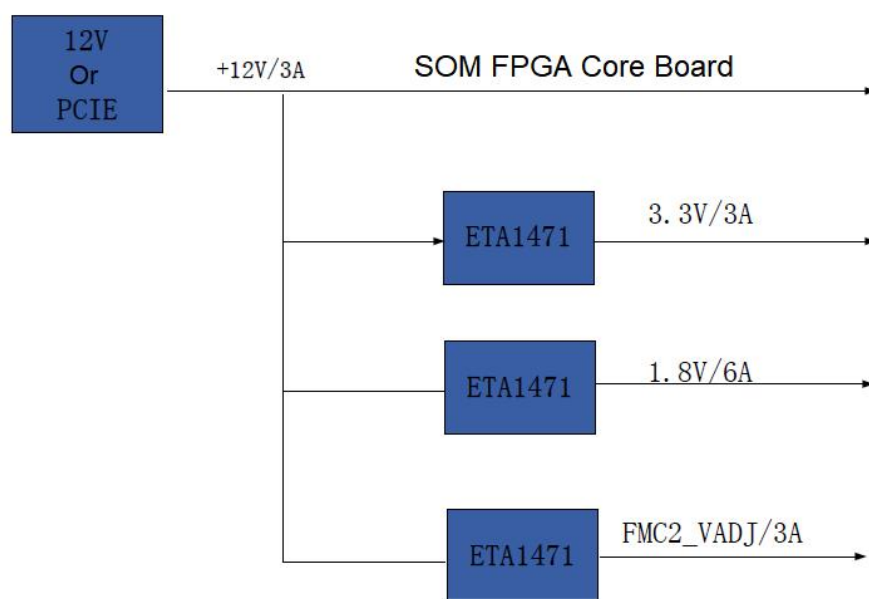 12V
Or
PCIE
+12V/3A
SOM FPGA Core Board
ETA1471
3.3V/3A
ETA1471
1.8V/6A
ETA1471
FMC2_VADJ/3A